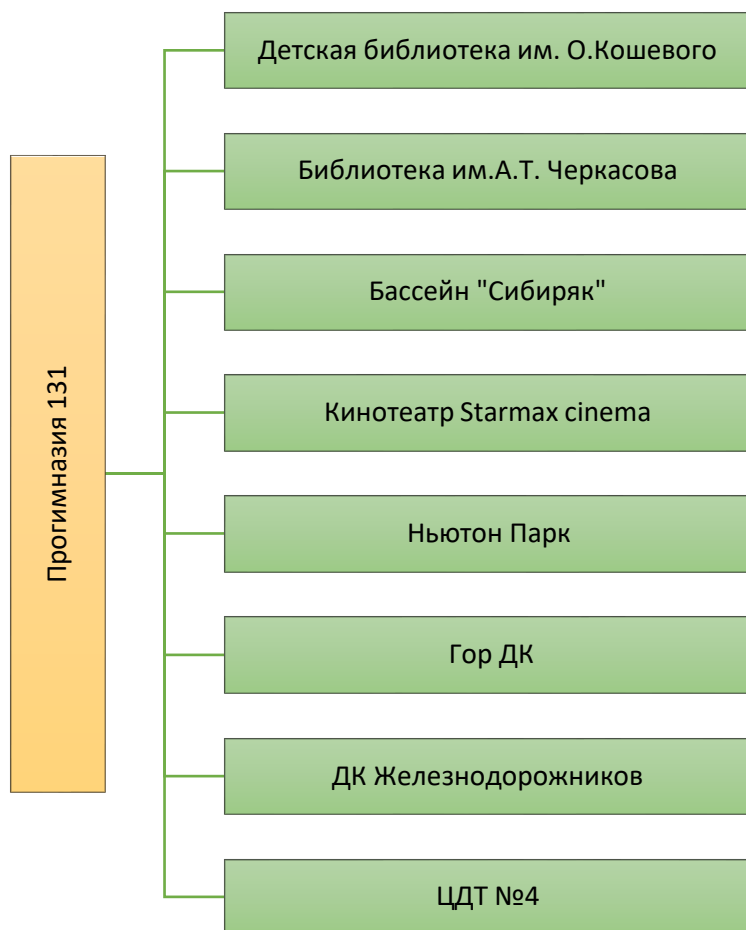 Прогимназия 131
Детская библиотека им. О.Кошевого
Библиотека им.А.Т. Черкасова
Бассейн "Сибиряк"
Кинотеатр Starmax cinema
Ньютон Парк
Гор ДК
ДК Железнодорожников
ЦДТ №4